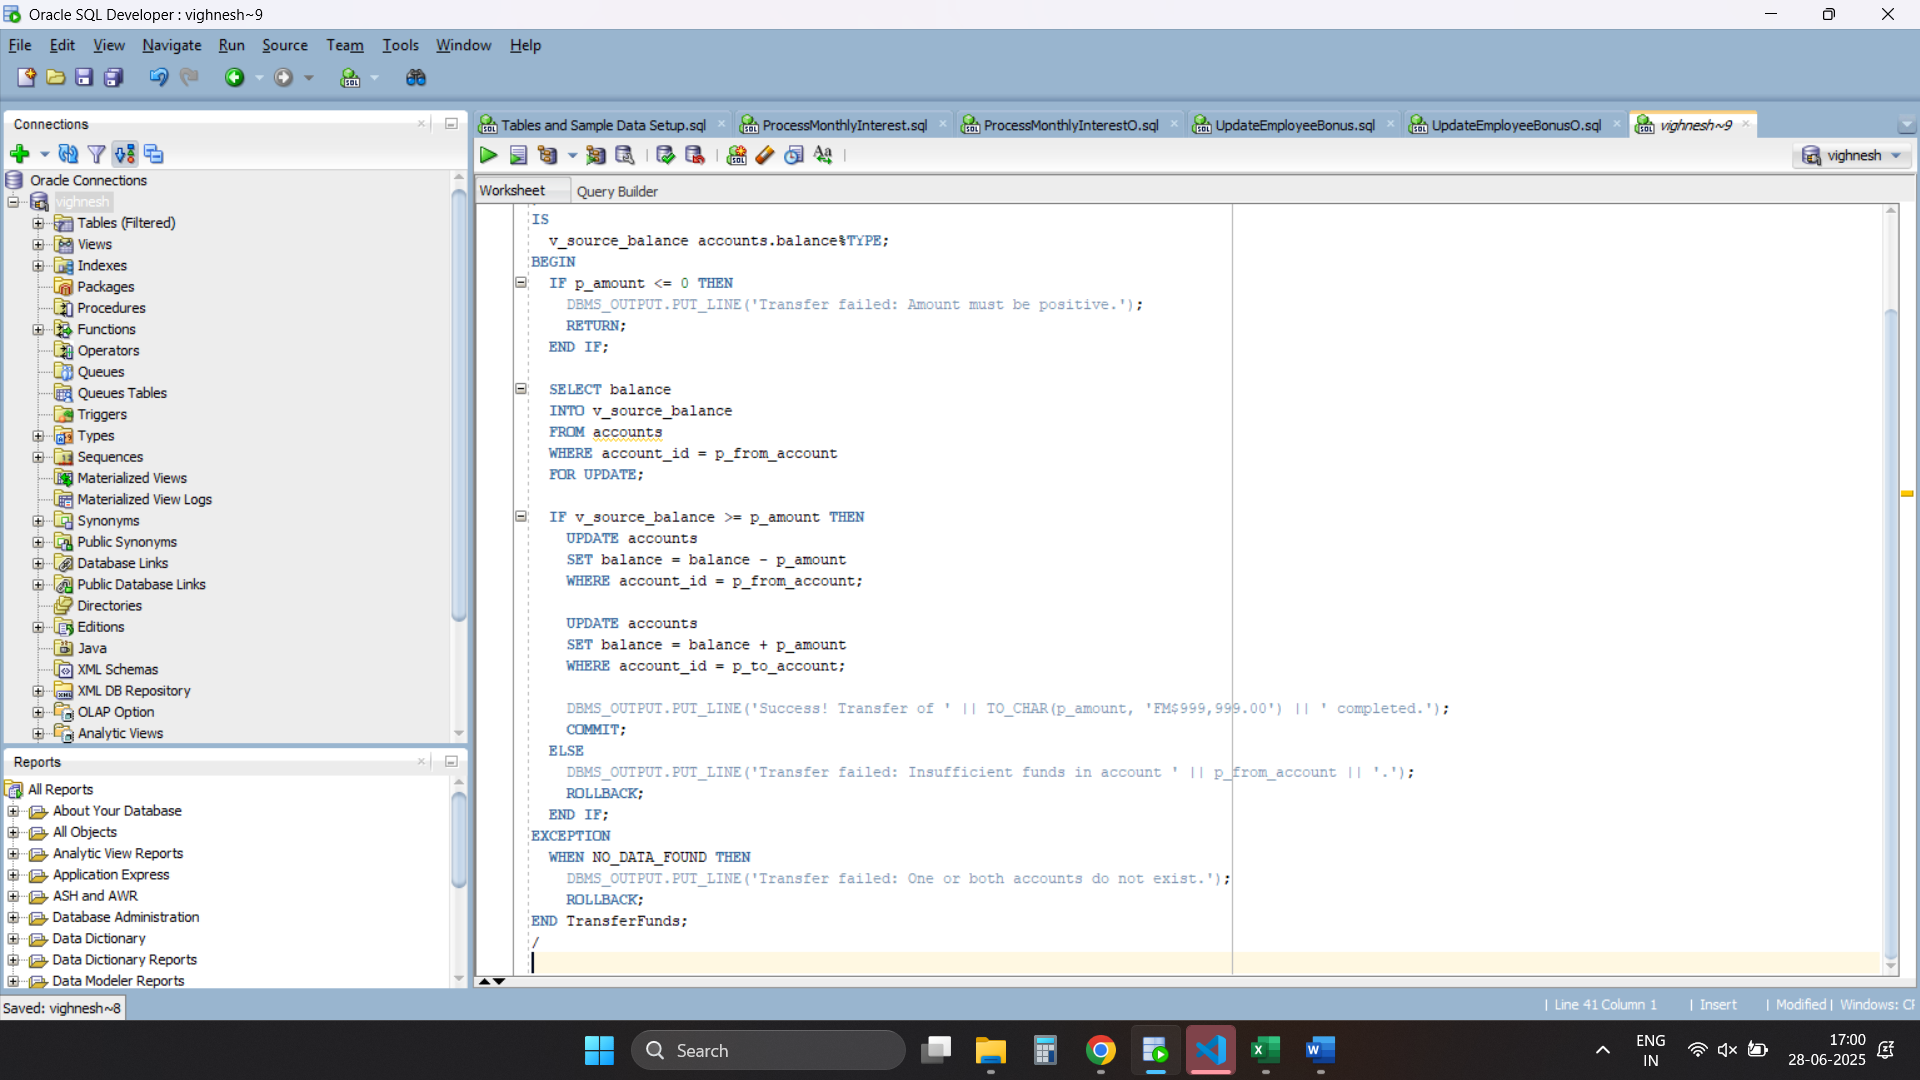 Oracle SQL Developer : vighnesh~9
File Edit View Navigate Run Source Team Tools Window Help
Connections
Oracle Connections
vighnesh
Tables (Filtered)
Views
Indexes
Packages
Procedures
Functions
Operators
Queues
Queues Tables
Triggers
Types
Sequences
Materialized Views
Materialized View Logs
Synonyms
Public Synonyms
Database Links
Public Database Links
Directories
Editions
Java
XML Schemas
XML DB Repository
OLAP Option
Analytic Views
Reports
All Reports
About Your Database
All Objects
Analytic View Reports
Application Express
ASH and AWR
Database Administration
Data Dictionary
Data Dictionary Reports
Data Modeler Reports
Tables and Sample Data Setup.sql ProcessMonthlyInterest.sql ProcessMonthlyInterestO.sql UpdateEmployeeBonus.sql UpdateEmployeeBonusO.sql vighnesh~9
vighnesh
Worksheet Query Builder
IS
v_source_balance accounts.balance%TYPE;
BEGIN
IF p_amount <= 0 THEN
DBMS_OUTPUT.PUT_LINE('Transfer failed: Amount must be positive.');
RETURN;
END IF;
SELECT balance
INTO v_source_balance
FROM accounts
WHERE account_id = p_from_account
FOR UPDATE;
IF v_source_balance >= p_amount THEN
UPDATE accounts
SET balance = balance - p_amount
WHERE account_id = p_from_account;
UPDATE accounts
SET balance = balance + p_amount
WHERE account_id = p_to_account;
DBMS_OUTPUT.PUT_LINE('Success! Transfer of ' || TO_CHAR(p_amount, 'FM$999,999.00') || ' completed.');
COMMIT;
ELSE
DBMS_OUTPUT.PUT_LINE('Transfer failed: Insufficient funds in account ' || p_from_account || '.');
ROLLBACK;
END IF;
EXCEPTION
WHEN NO_DATA_FOUND THEN
DBMS_OUTPUT.PUT_LINE('Transfer failed: One or both accounts do not exist.');
ROLLBACK;
END TransferFunds;
/
Saved: vighnesh~8
| Line 41 Column 1 | Insert | Modified | Windows: CF
Search
ENG
IN
17:00
28-06-2025